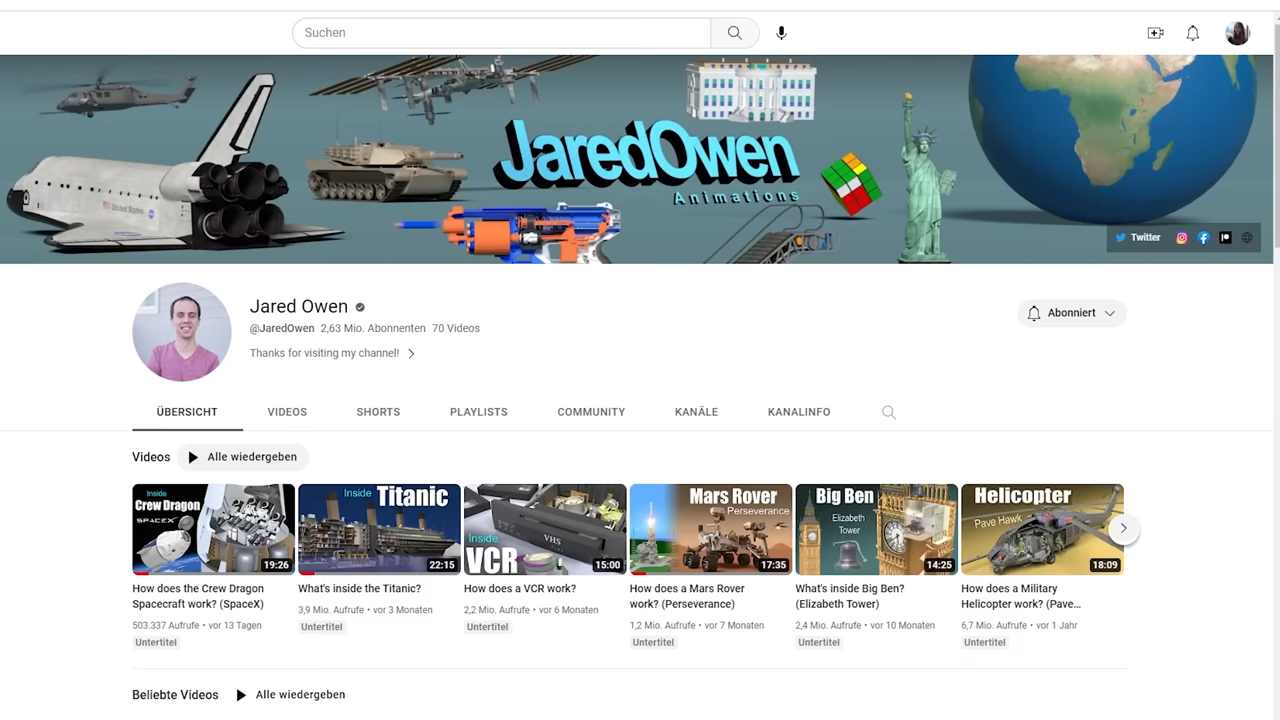 Suchen
United States
JaredOwen
Animations
Twitter
Jared Owen
@JaredOwen 2,63 Mio. Abonnenten 70 Videos
Thanks for visiting my channel!
Abonniert
ÜBERSICHT VIDEOS SHORTS PLAYLISTS COMMUNITY KANÄLE KANALINFO
Videos Alle wiedergeben
Inside
Crew Dragon
SPACEX
19:26
Inside Titanic
22:15
VHS
Inside
VCR
15:00
Mars Rover
Perseverance
17:35
Big Ben
Elizabeth
Tower
14:25
Helicopter
Pave Hawk
18:09
How does the Crew Dragon
Spacecraft work? (SpaceX)
503.337 Aufrufe • vor 13 Tagen
Untertitel
What's inside the Titanic?
3,9 Mio. Aufrufe • vor 3 Monaten
Untertitel
How does a VCR work?
2,2 Mio. Aufrufe • vor 6 Monaten
Untertitel
How does a Mars Rover
work? (Perseverance)
1,2 Mio. Aufrufe • vor 7 Monaten
Untertitel
What's inside Big Ben?
(Elizabeth Tower)
2,4 Mio. Aufrufe • vor 10 Monaten
Untertitel
How does a Military
Helicopter work? (Pave…
6,7 Mio. Aufrufe • vor 1 Jahr
Untertitel
Beliebte Videos Alle wiedergeben